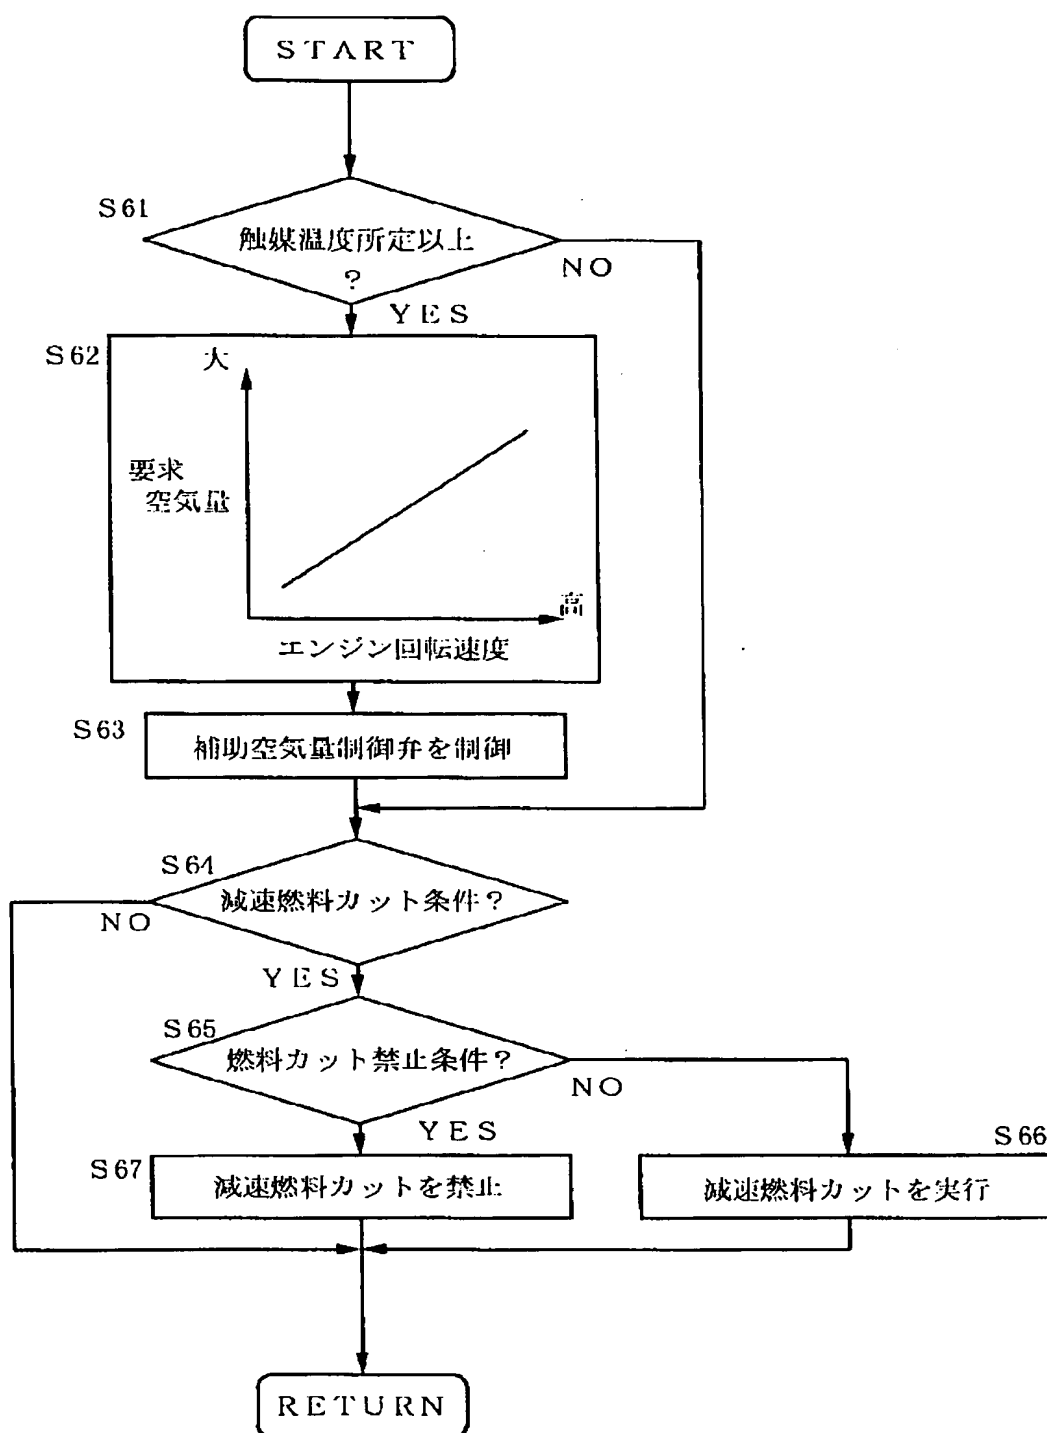 START
S61
触媒温度所定以上
?
NO
YES
S62
大
要求
空気量
高
エンジン回転速度
S63
補助空気量制御弁を制御
S64
減速燃料カット条件?
NO
YES
S65
燃料カット禁止条件?
NO
YES
S66
S67
減速燃料カットを禁止
減速燃料カットを実行
RETURN